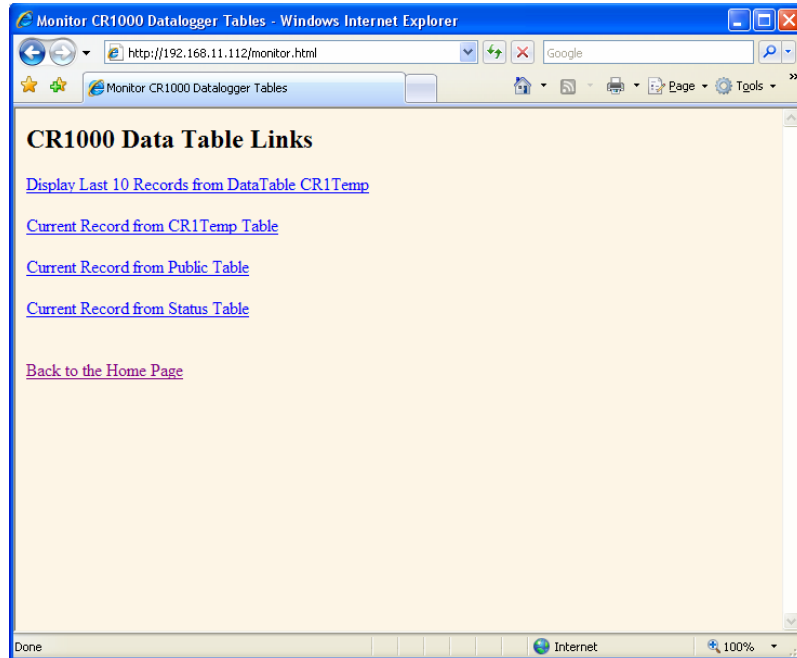 Monitor CR1000 Datalogger Tables - Windows Internet Explorer
http://192.168.11.112/monitor.html
Google
Monitor CR1000 Datalogger Tables
Page
Tools
»
CR1000 Data Table Links
Display Last 10 Records from DataTable CR1Temp
Current Record from CR1Temp Table
Current Record from Public Table
Current Record from Status Table
Back to the Home Page
Done
Internet
100%